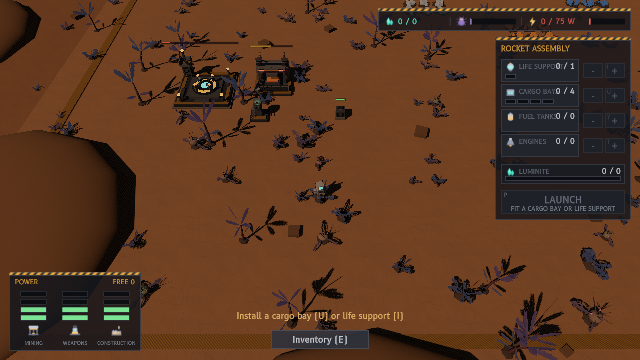 0 / 0
0 / 75 W
ROCKET ASSEMBLY
LIFE SUPPO 0 / 1
- +
CARGO BAY 0 / 4
- +
FUEL TANK 0 / 0
- +
ENGINES 0 / 0
- +
LUMINITE 0 / 0
LAUNCH
FIT A CARGO BAY OR LIFE SUPPORT
POWER FREE 0
MINING WEAPONS CONSTRUCTION
Install a cargo bay [U] or life support [I]
Inventory [E]